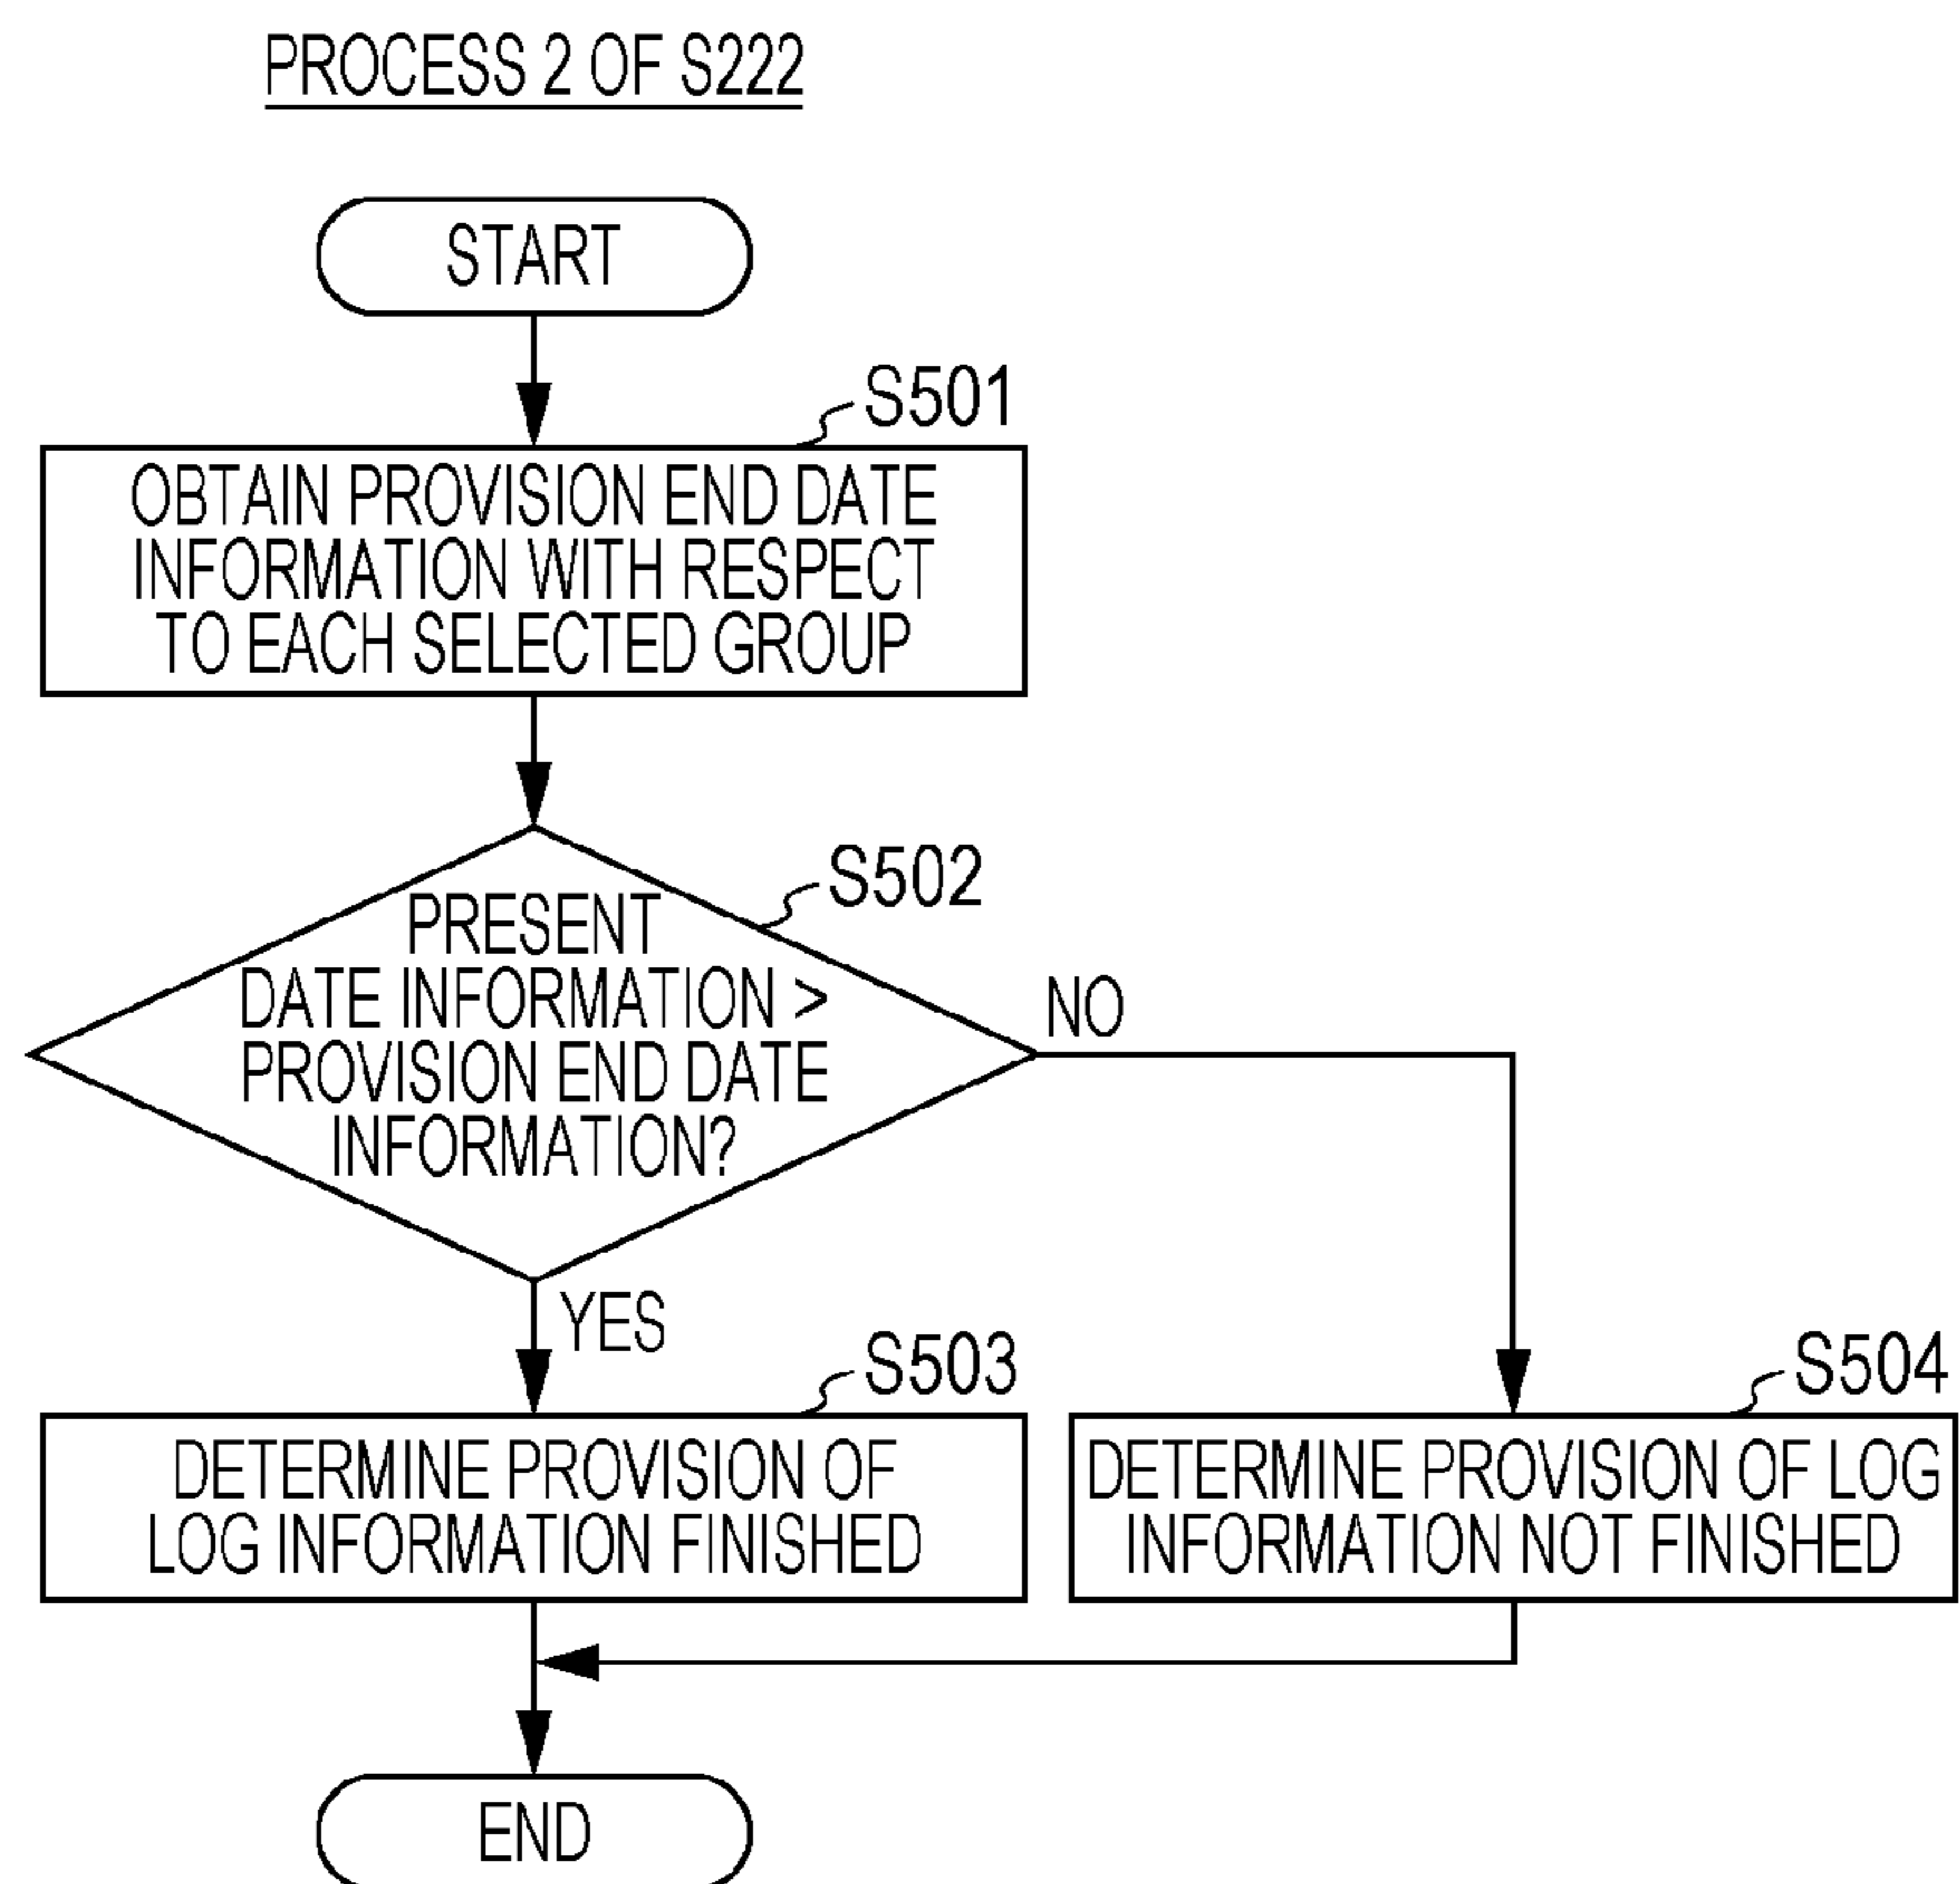 PROCESS 2 OF S222
START
S501
OBTAIN PROVISION END DATE
INFORMATION WITH RESPECT
TO EACH SELECTED GROUP
S502
PRESENT
DATE INFORMATION >
PROVISION END DATE
INFORMATION?
NO
YES
S503
DETERMINE PROVISION OF
LOG INFORMATION FINISHED
S504
DETERMINE PROVISION OF LOG
INFORMATION NOT FINISHED
END